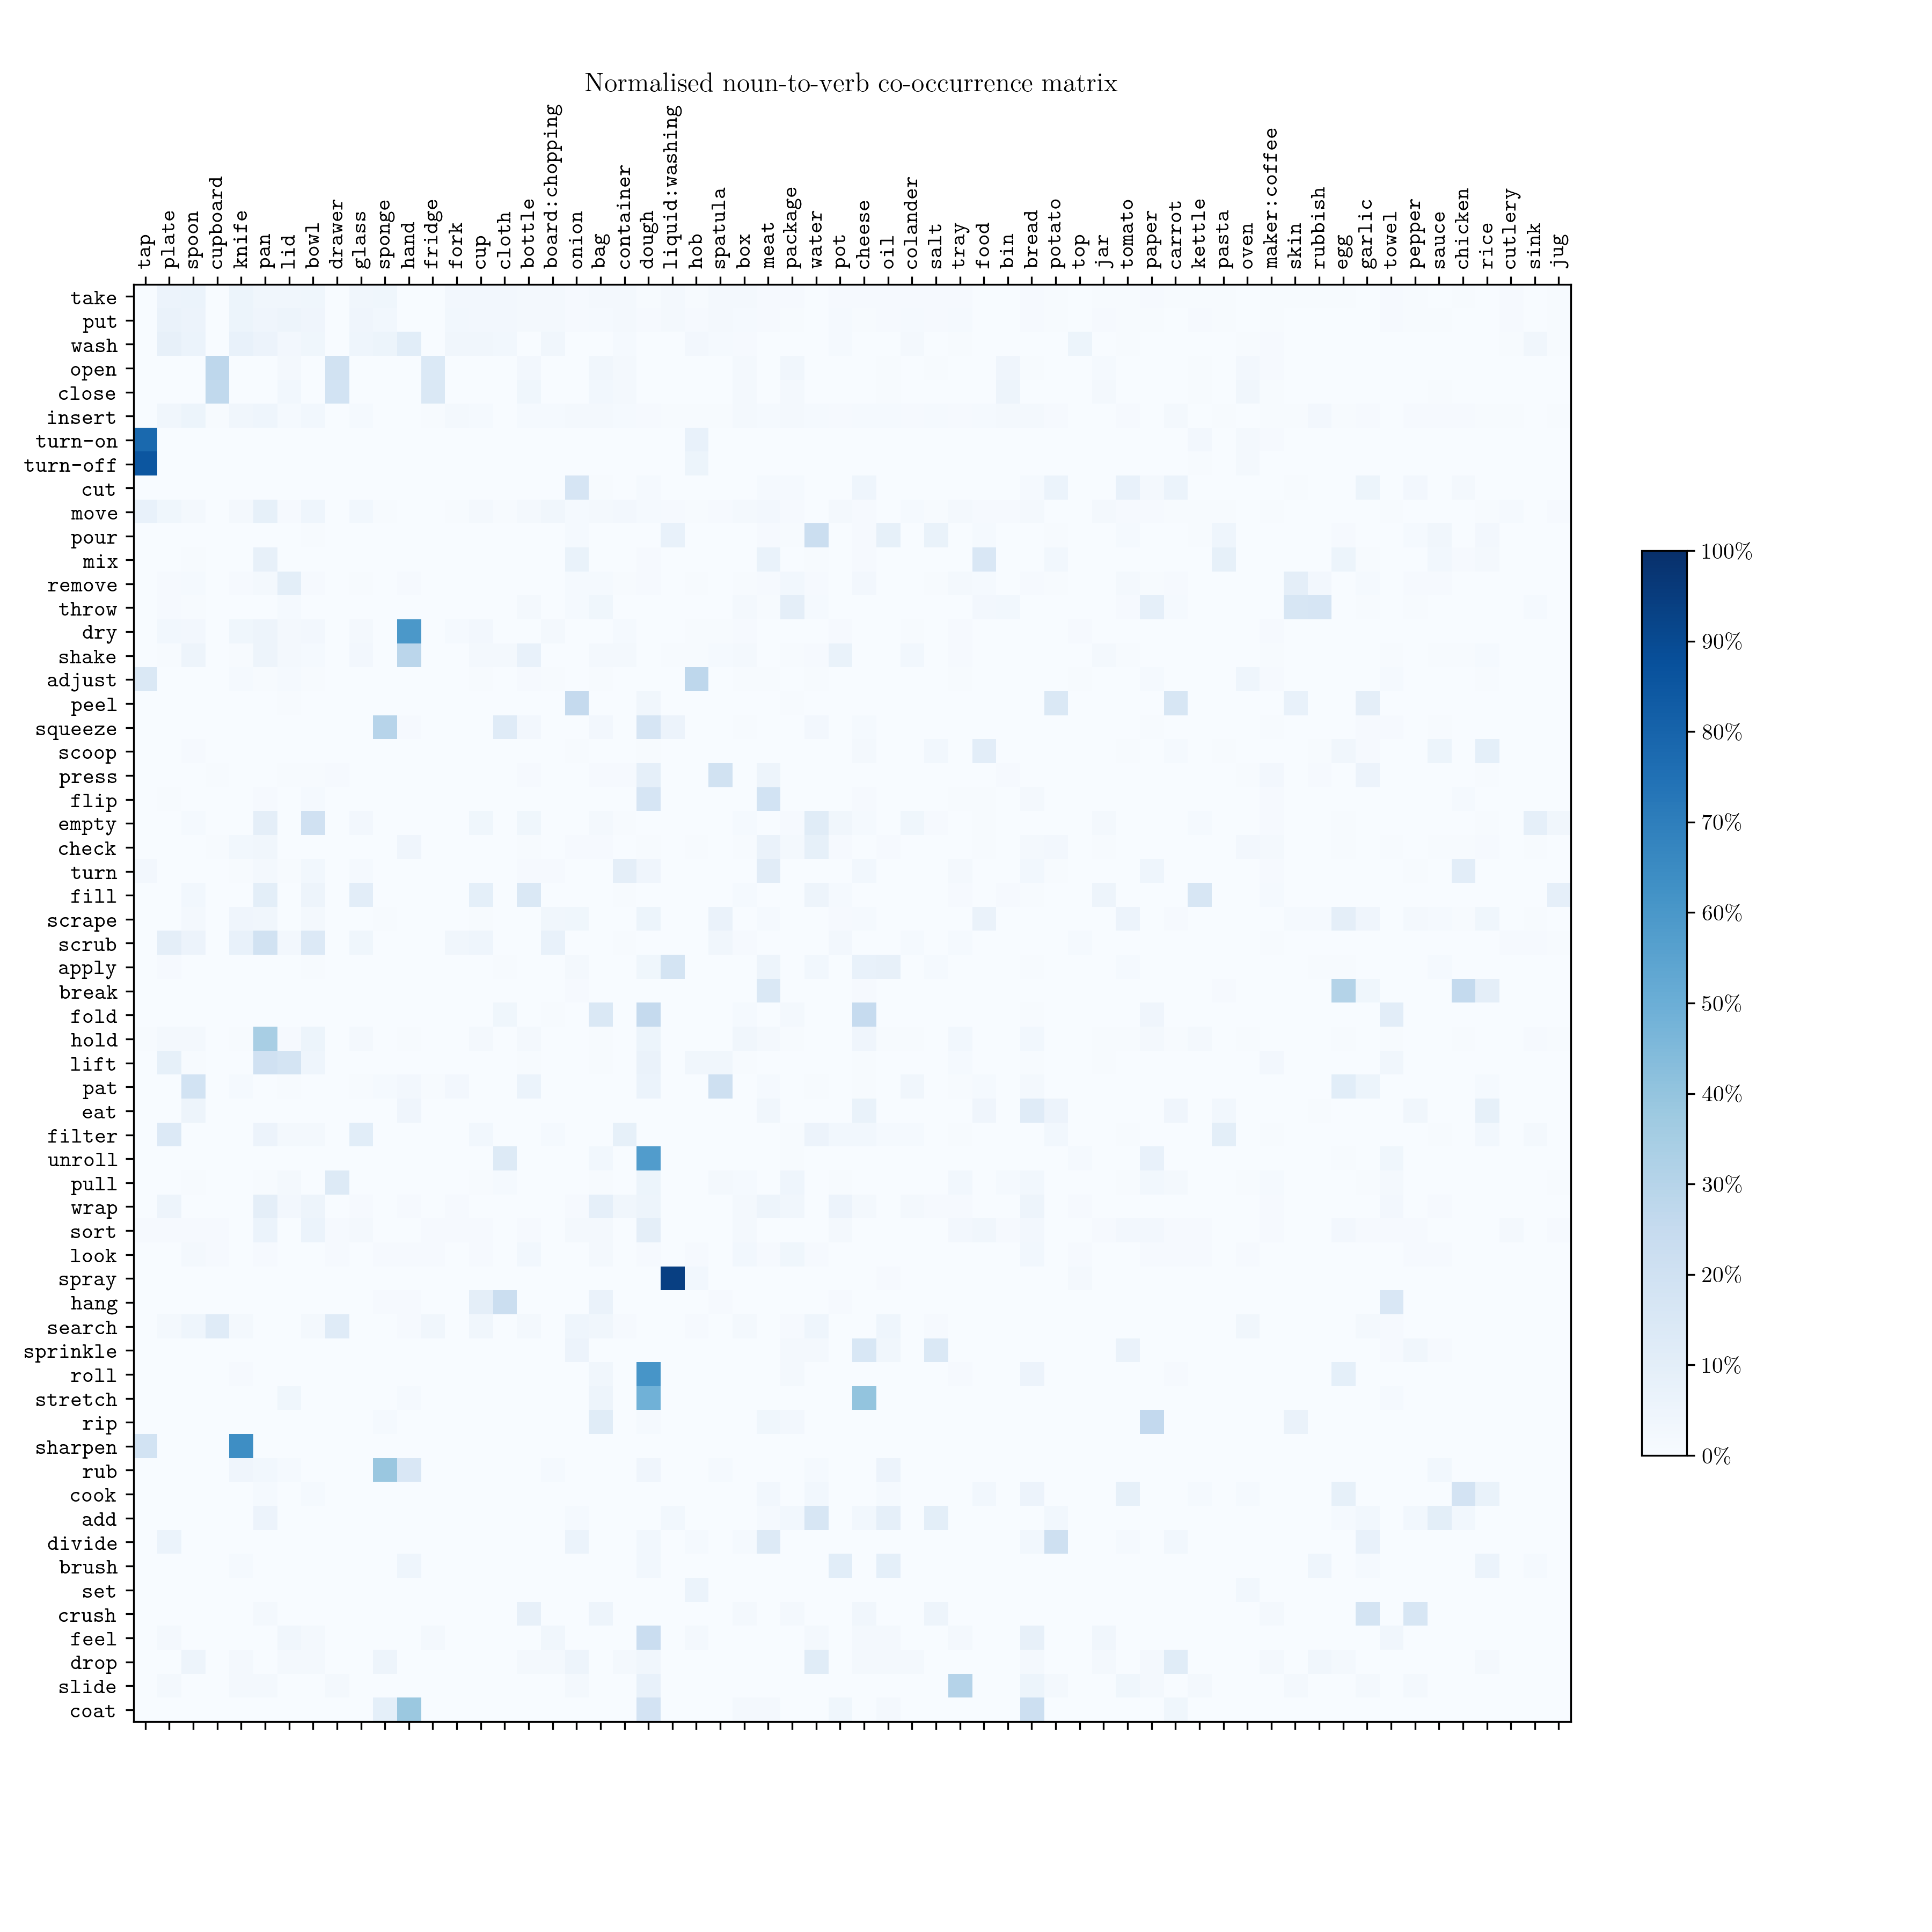 Normalised noun-to-verb co-occurrence matrix
tap
plate
spoon
cupboard
knife
pan
lid
bowl
drawer
glass
sponge
hand
fridge
fork
cup
cloth
bottle
board:chopping
onion
bag
container
dough
liquid:washing
hob
spatula
box
meat
package
water
pot
cheese
oil
colander
salt
tray
food
bin
bread
potato
top
jar
tomato
paper
carrot
kettle
pasta
oven
maker:coffee
skin
rubbish
egg
garlic
towel
pepper
sauce
chicken
rice
cutlery
sink
jug
take
put
wash
open
close
insert
turn-on
turn-off
cut
move
pour
mix
remove
throw
dry
shake
adjust
peel
squeeze
scoop
press
flip
empty
check
turn
fill
scrape
scrub
apply
break
fold
hold
lift
pat
eat
filter
unroll
pull
wrap
sort
look
spray
hang
search
sprinkle
roll
stretch
rip
sharpen
rub
cook
add
divide
brush
set
crush
feel
drop
slide
coat
100%
90%
80%
70%
60%
50%
40%
30%
20%
10%
0%